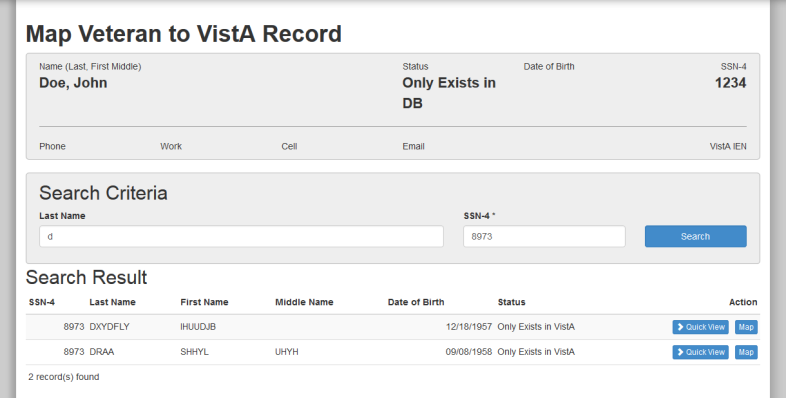 Map Veteran to VistA Record
Name (Last, First Middle) Status Date of Birth SSN-4
Doe, John Only Exists in DB 1234
Phone Work Cell Email VistA IEN
Search Criteria
Last Name SSN-4 *
d 8973 Search
Search Result
SSN-4 Last Name First Name Middle Name Date of Birth Status Action
8973 DXYDFLY IHUUDJB 12/18/1957 Only Exists in VistA Quick View Map
8973 DRAA SHHYL UHYH 09/08/1958 Only Exists in VistA Quick View Map
2 record(s) found